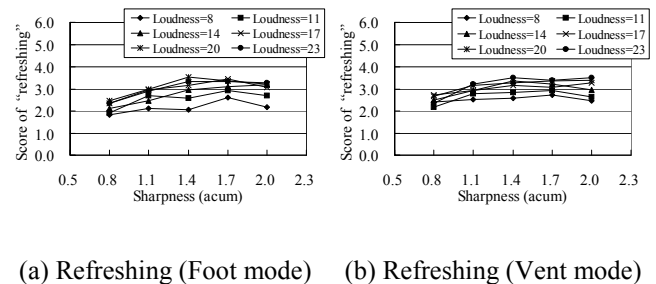 6.0
5.0
4.0
3.0
2.0
1.0
0.0
Score of “refreshing”
Loudness=8
Loudness=11
Loudness=14
Loudness=17
Loudness=20
Loudness=23
0.5 0.8 1.1 1.4 1.7 2.0 2.3
Sharpness (acum)
(a) Refreshing (Foot mode)
6.0
5.0
4.0
3.0
2.0
1.0
0.0
Score of “refreshing”
Loudness=8
Loudness=11
Loudness=14
Loudness=17
Loudness=20
Loudness=23
0.5 0.8 1.1 1.4 1.7 2.0 2.3
Sharpness (acum)
(b) Refreshing (Vent mode)